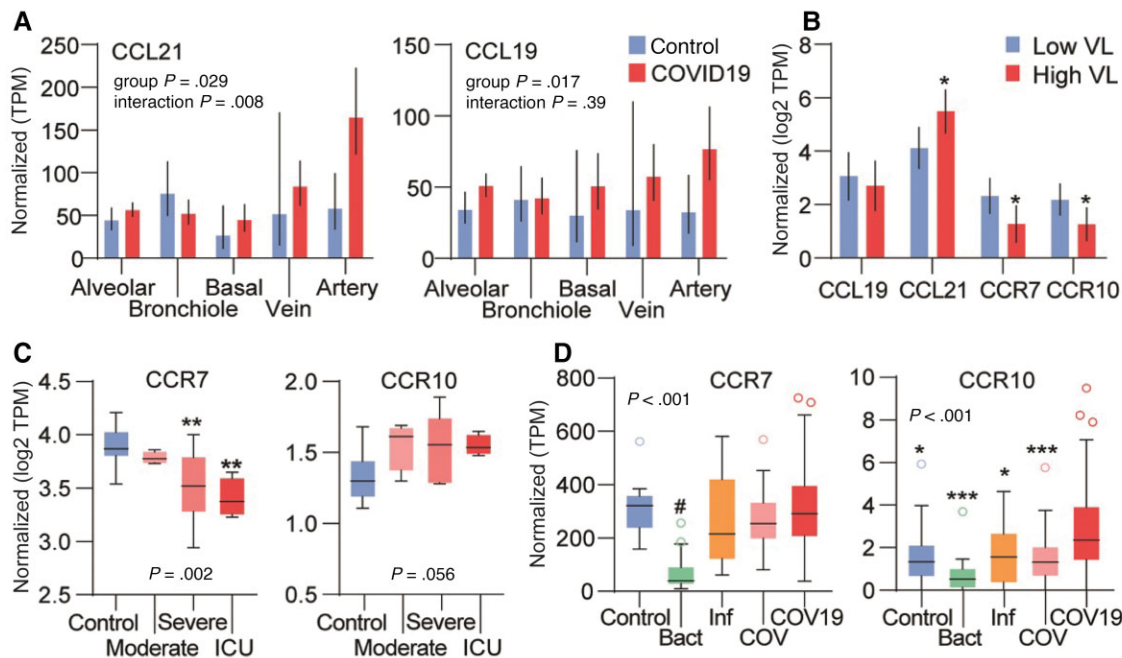 A
CCL21
group P = .029
interaction P = .008
Normalized (TPM)
250
200
150
100
50
0
Alveolar
Bronchiole
Basal
Vein
Artery
CCL19
group P = .017
interaction P = .39
150
100
50
0
Alveolar
Bronchiole
Basal
Vein
Artery
Control
COVID19
B
Low VL
High VL
Normalized (log2 TPM)
8
6
4
2
0
*
*
*
CCL19
CCL21
CCR7
CCR10
C
CCR7
Normalized (log2 TPM)
4.5
4.0
3.5
3.0
2.5
**
**
P = .002
Control
Moderate
Severe
ICU
CCR10
2.0
1.5
1.0
0.5
P = .056
Control
Moderate
Severe
ICU
D
CCR7
P < .001
Normalized (TPM)
800
600
400
200
0
#
Control
Bact
Inf
COV
COV19
CCR10
P < .001
10
8
6
4
2
0
*
***
*
***
Control
Bact
Inf
COV
COV19